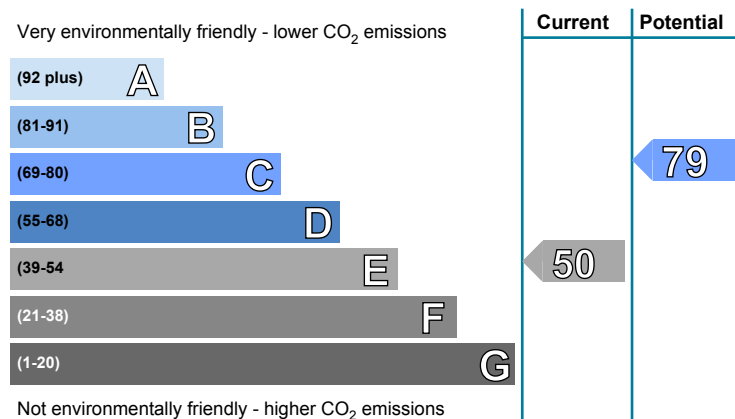 Very environmentally friendly - lower CO₂ emissions
Current
Potential
(92 plus) A
(81-91) B
(69-80) C
79
(55-68) D
(39-54 E
50
(21-38) F
(1-20) G
Not environmentally friendly - higher CO₂ emissions